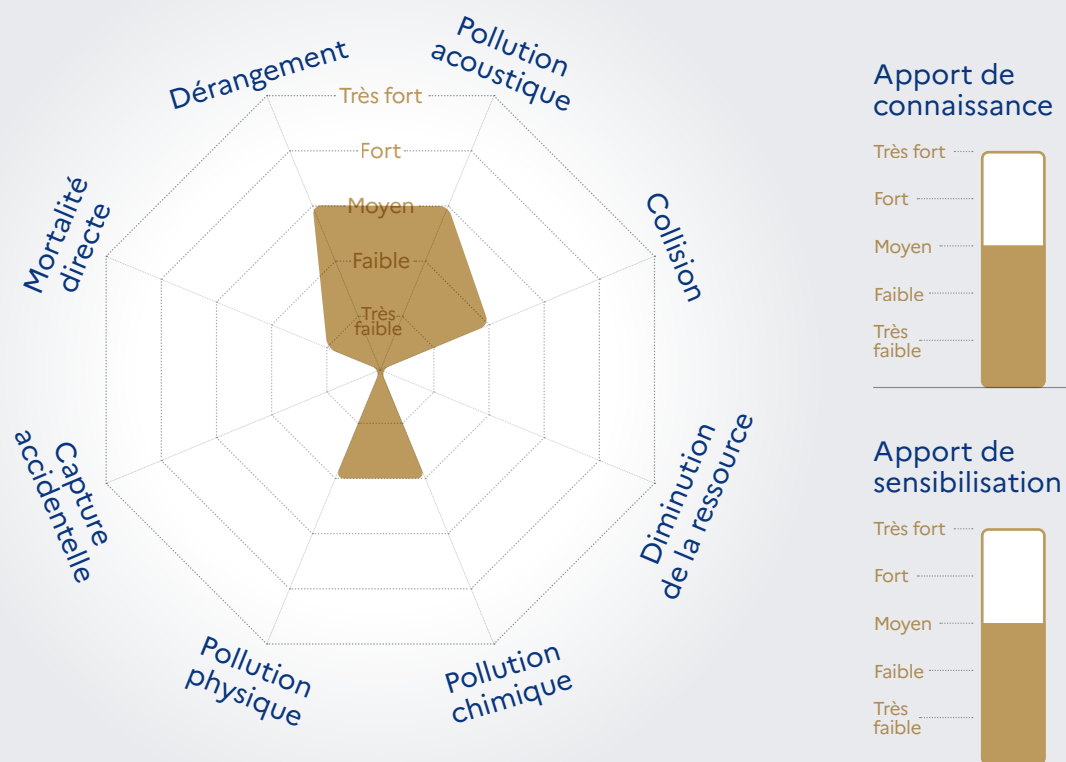 Pollution
acoustique
Dérangement
Très fort
Fort
Moyen
Faible
Très
faible
Mortalité
directe
Collision
Capture
accidentelle
Diminution
de la ressource
Pollution
physique
Pollution
chimique
Apport de
connaissance
Très fort
Fort
Moyen
Faible
Très
faible
Apport de
sensibilisation
Très fort
Fort
Moyen
Faible
Très
faible